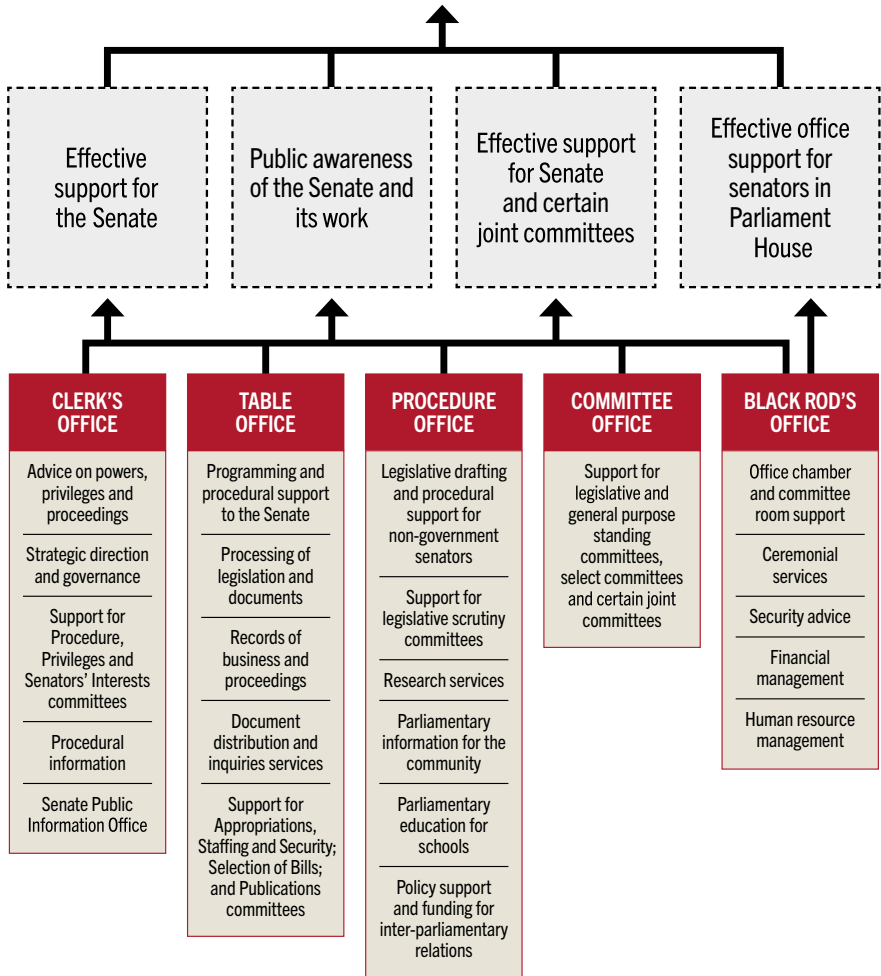 Effective
support for
the Senate
Public awareness
of the Senate and
its work
Effective support
for Senate
and certain
joint committees
Effective office
support for
senators in
Parliament
House
CLERK'S
OFFICE
Advice on powers,
privileges and
proceedings
Strategic direction
and governance
Support for
Procedure,
Privileges and
Senators' Interests
committees
Procedural
information
Senate Public
Information Office
TABLE
OFFICE
Programming and
procedural support
to the Senate
Processing of
legislation and
documents
Records of
business and
proceedings
Document
distribution and
inquiries services
Support for
Appropriations,
Staffing and Security;
Selection of Bills;
and Publications
committees
PROCEDURE
OFFICE
Legislative drafting
and procedural
support for
non-government
senators
Support for
legislative scrutiny
committees
Research services
Parliamentary
information for the
community
Parliamentary
education for
schools
Policy support
and funding for
inter-parliamentary
relations
COMMITTEE
OFFICE
Support for
legislative and
general purpose
standing
committees,
select committees
and certain joint
committees
BLACK ROD'S
OFFICE
Office chamber
and committee
room support
Ceremonial
services
Security advice
Financial
management
Human resource
management